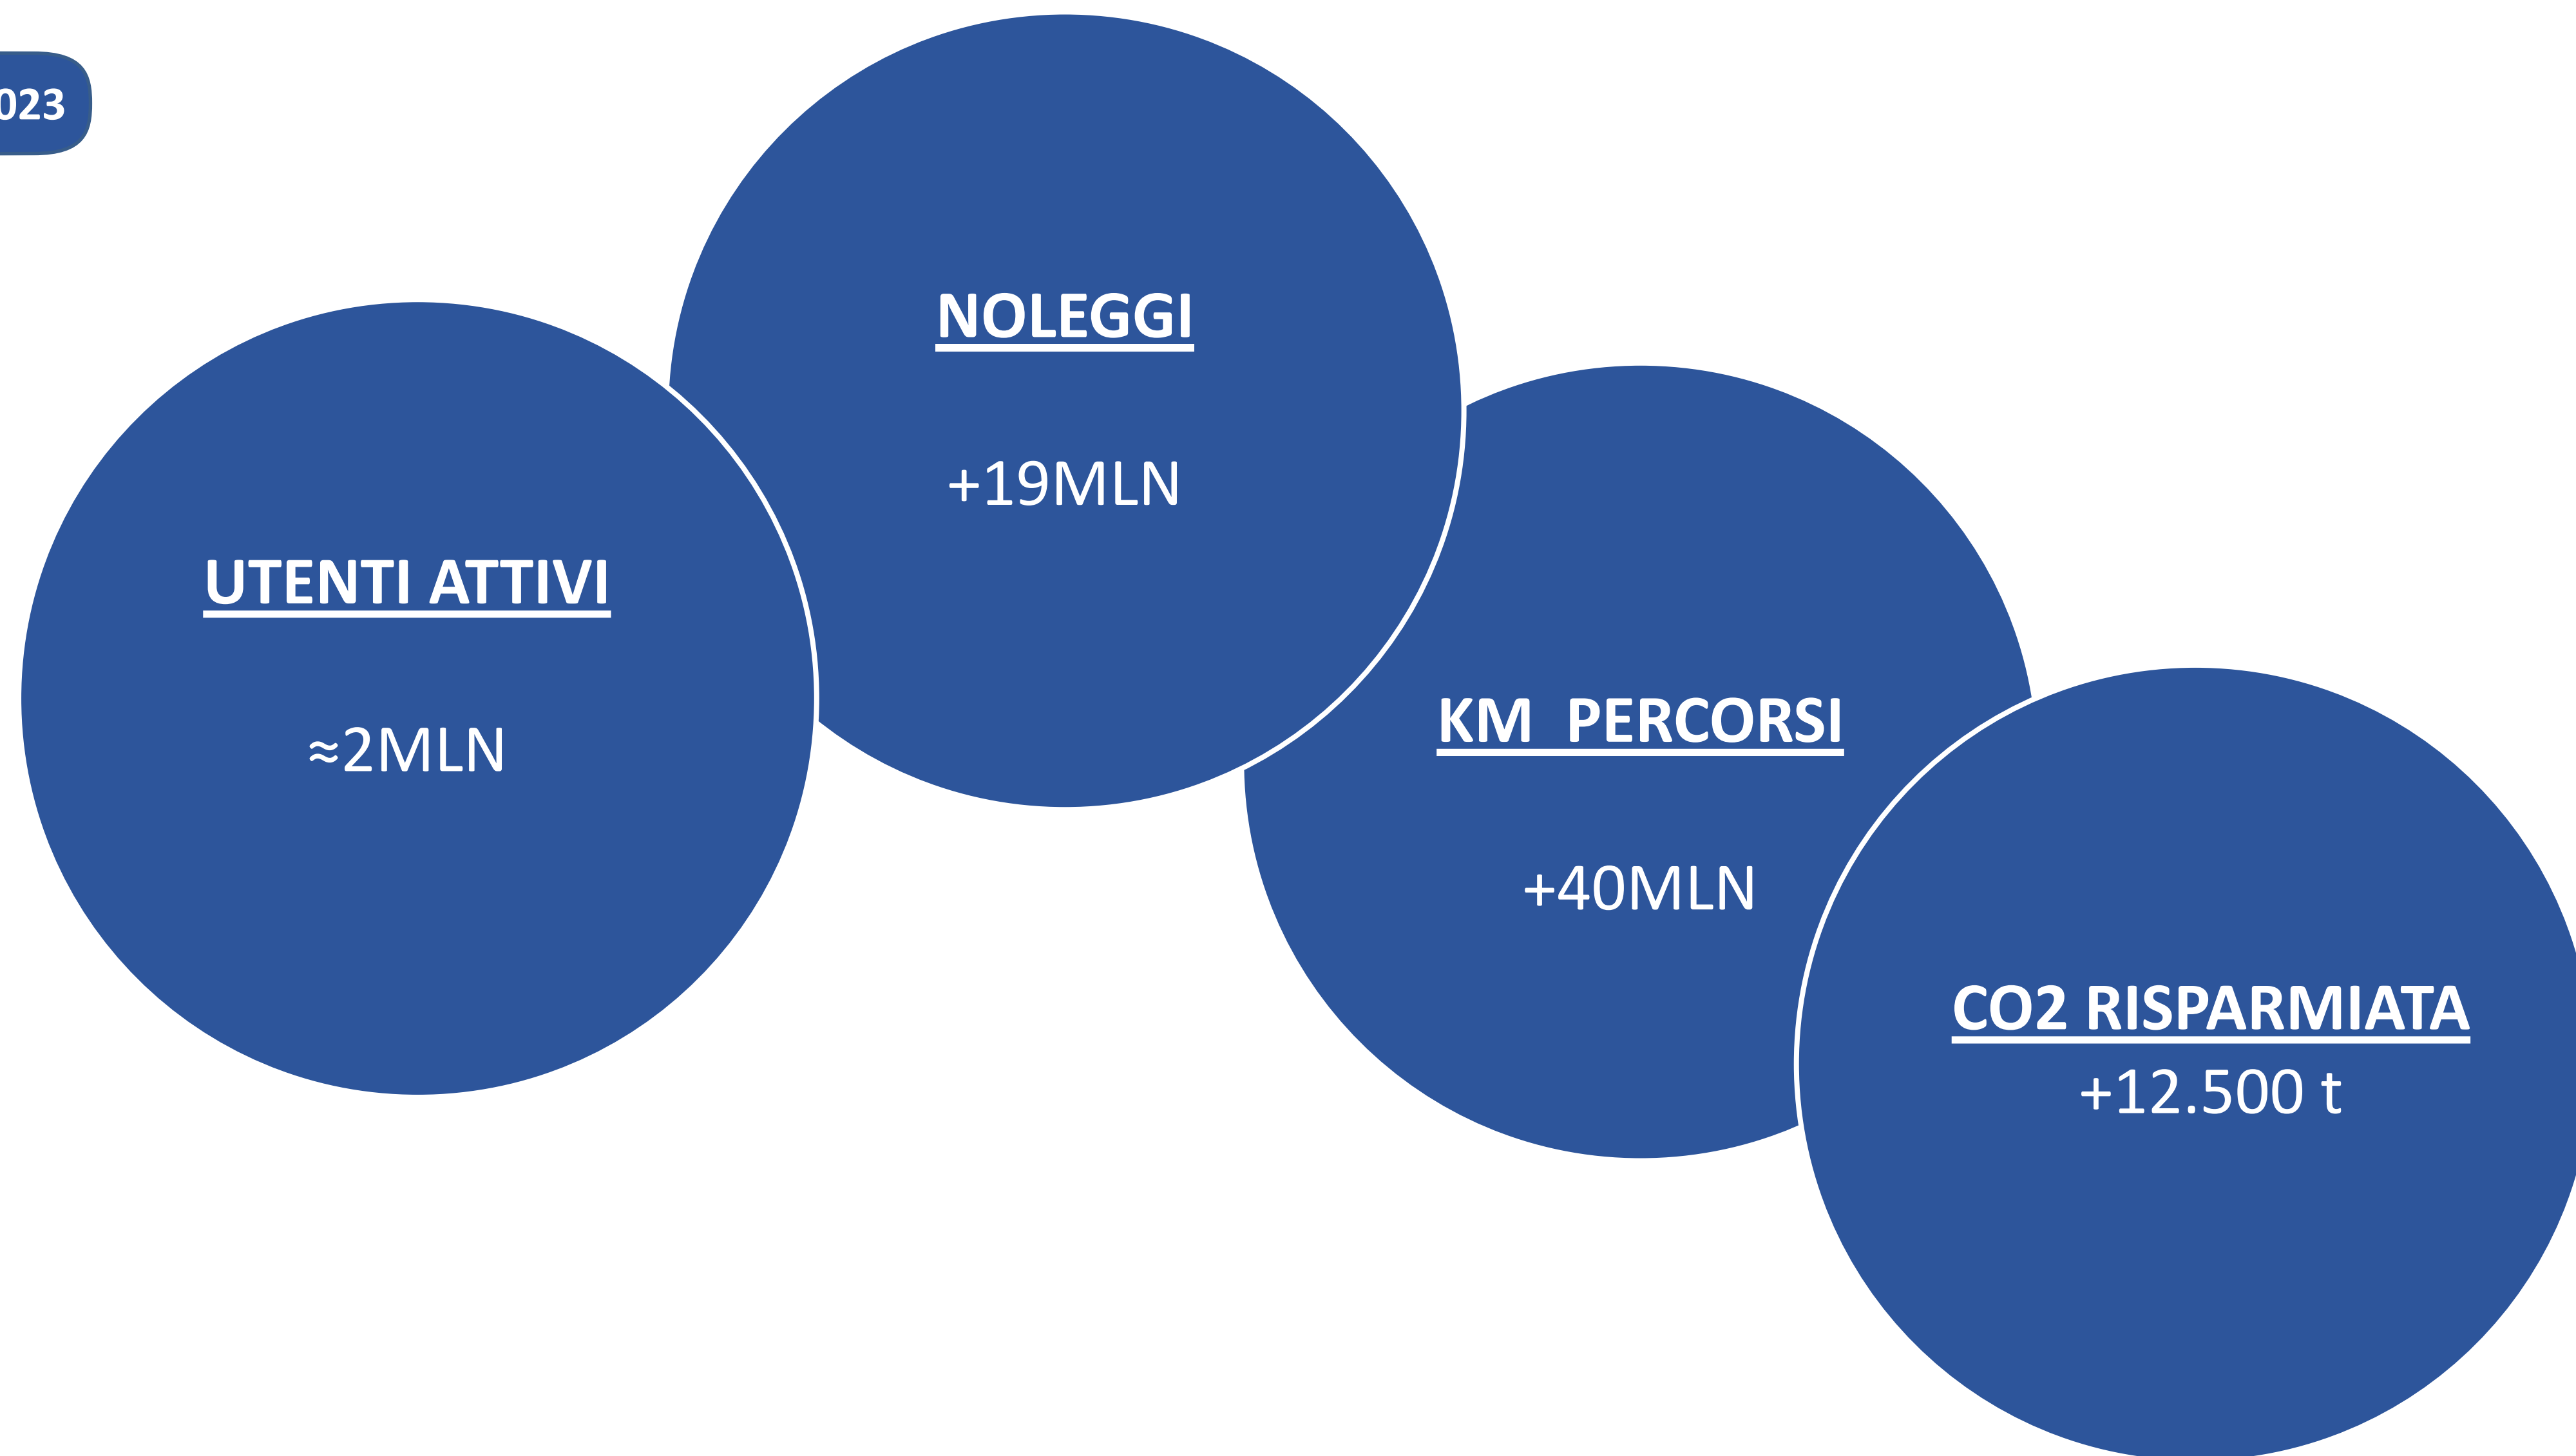 023
UTENTI ATTIVI
≈2MLN
NOLEGGI
+19MLN
KM  PERCORSI
+40MLN
CO2 RISPARMIATA
+12.500 t